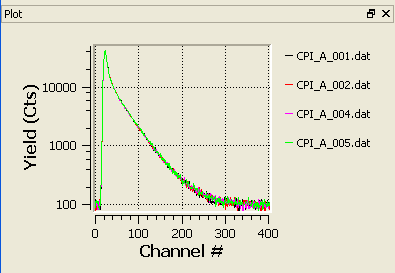 Plot
Yield (Cts)
10000
1000
100
0
100
200
300
400
Channel #
CPI_A_001.dat
CPI_A_002.dat
CPI_A_004.dat
CPI_A_005.dat